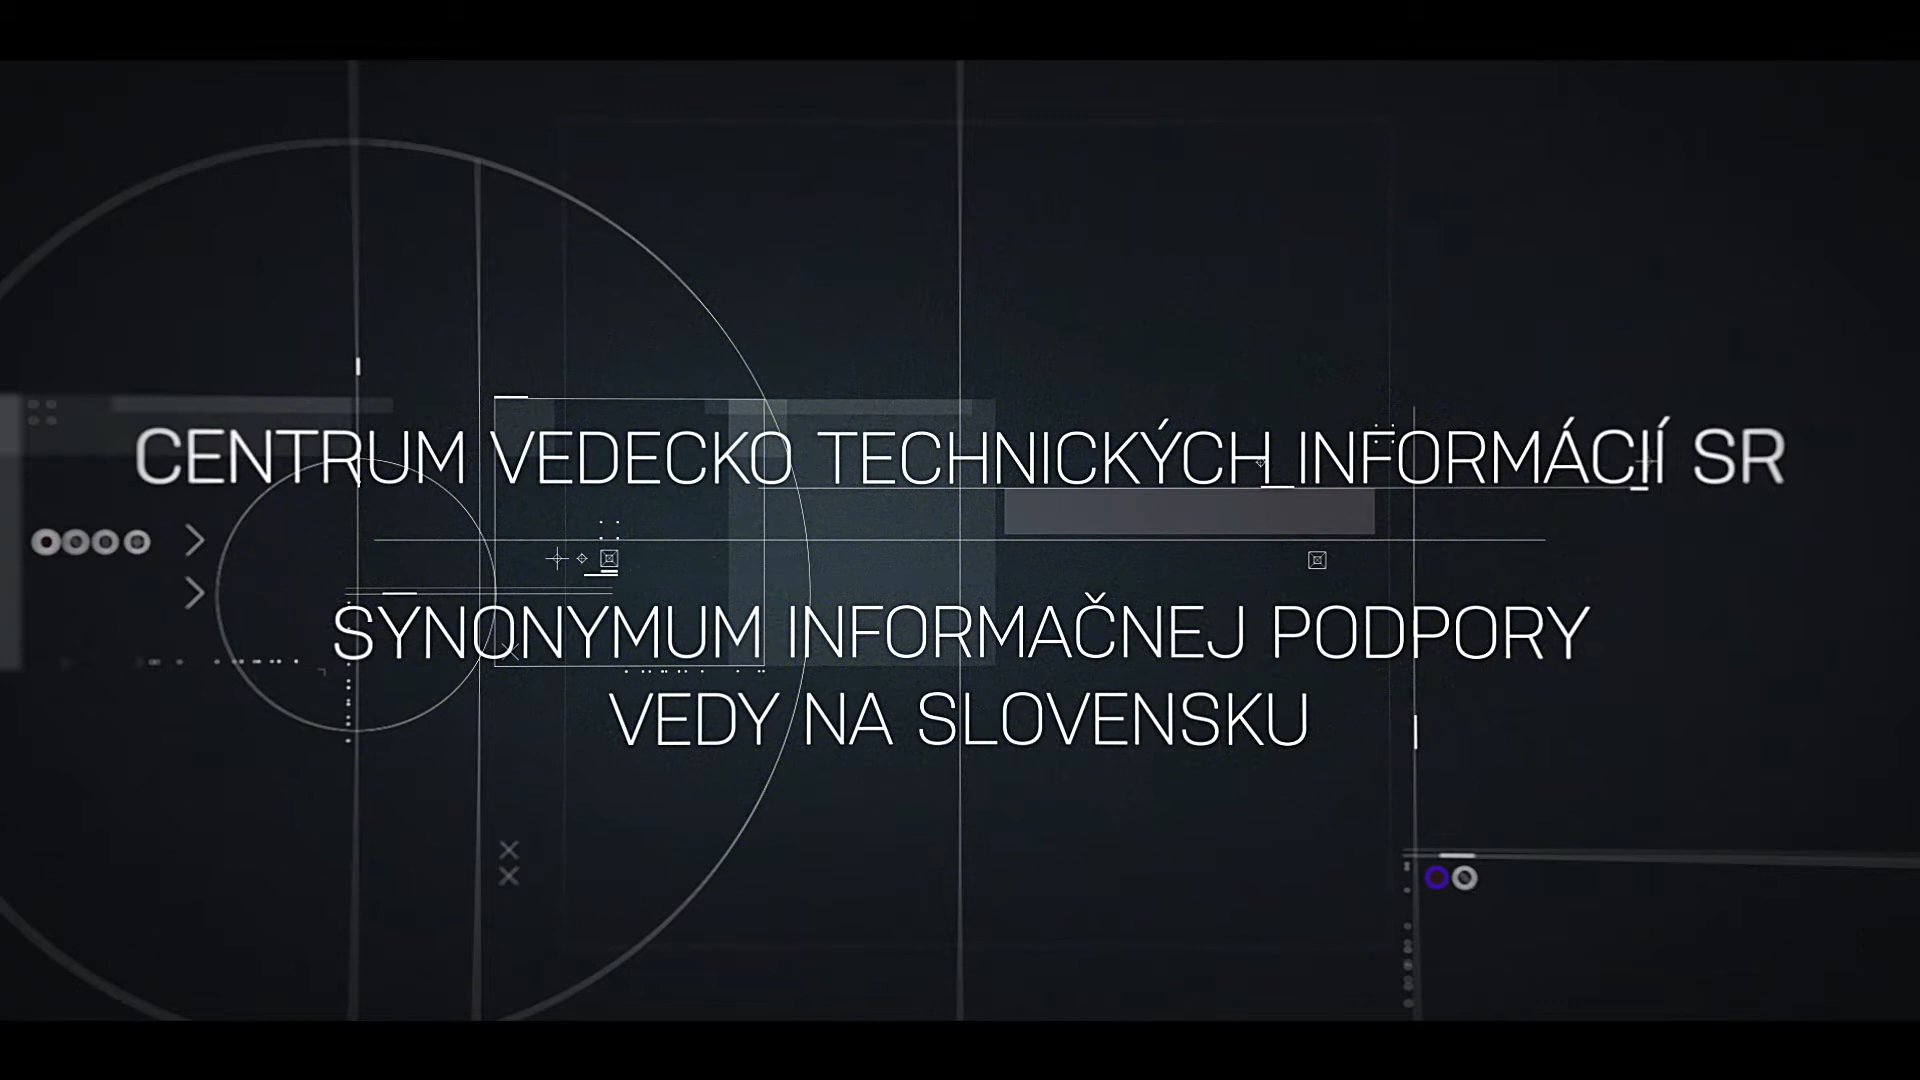 CENTRUM VEDECKO TECHNICKÝCH INFORMÁCIÍ SR
SYNONYMUM INFORMAČNEJ PODPORY
VEDY NA SLOVENSKU